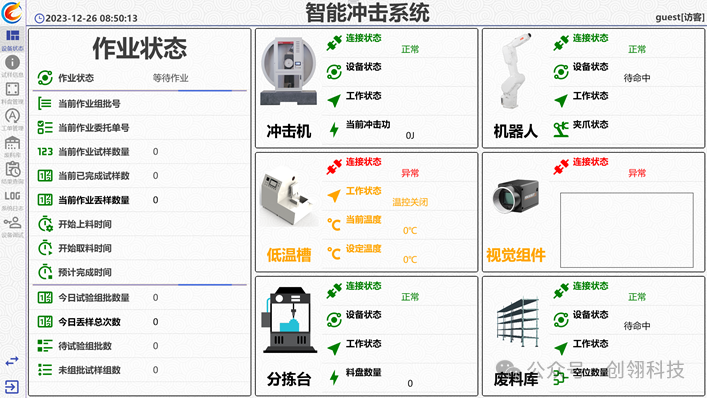 2023-12-26 08:50:13
智能冲击系统
guest[访客]
设备状态
试样信息
料盘管理
工单管理
废料库
结果查询
LOG
系统日志
设备调试
作业状态
作业状态 等待作业
当前作业组批号
当前作业委托单号
123 当前作业试样数量 0
当前已完成试样数 0
当前作业丢样数量 0
开始上料时间
开始取料时间
预计完成时间
今日试验组批数量 0
今日丢样总次数 0
待试验组批数 0
未组批试样组数 0
冲击机
连接状态
正常
设备状态
工作状态
当前冲击功
0J
机器人
连接状态
正常
设备状态
待命中
工作状态
夹爪状态
低温槽
连接状态
异常
工作状态
温控关闭
当前温度
0℃
设定温度
0℃
视觉组件
连接状态
异常
分拣台
连接状态
正常
设备状态
工作状态
料盘数量
0
废料库
连接状态
正常
设备状态
待命中
工作状态
空位数量
公众号·创翎科技